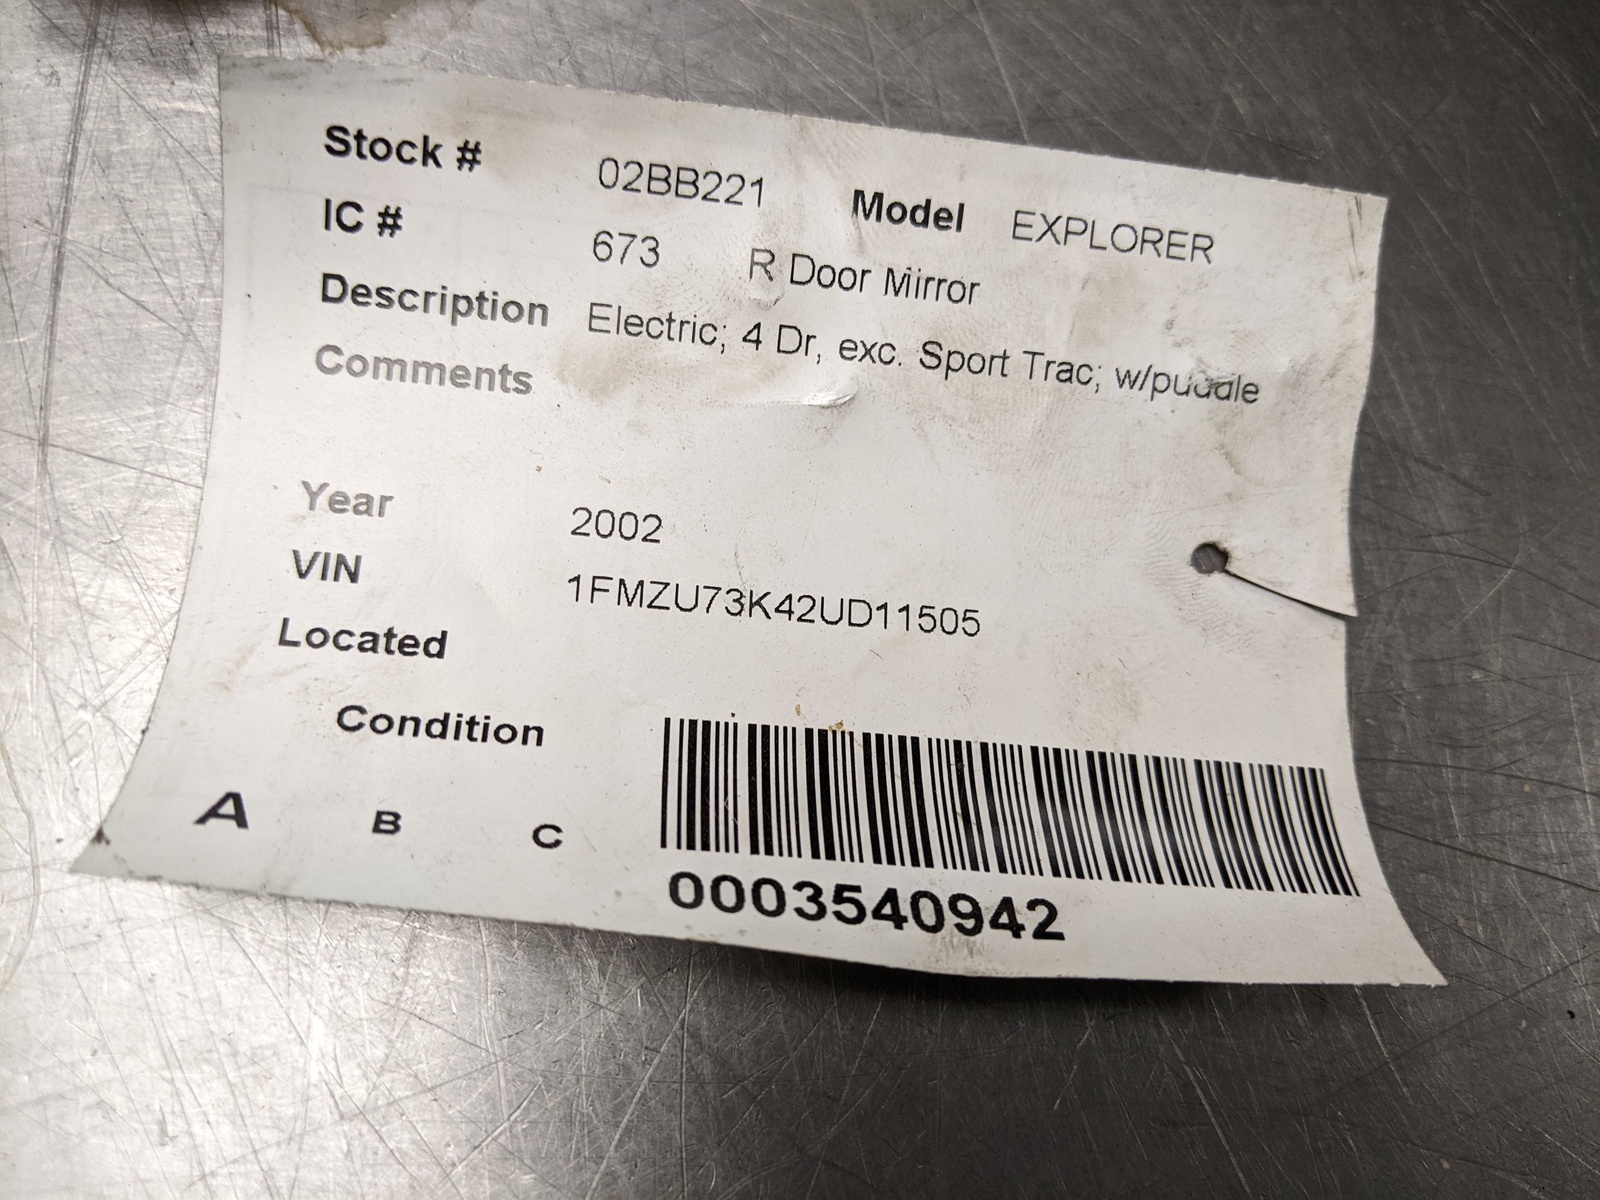 Stock # 02BB221 Model EXPLORER
IC # 673 R Door Mirror
Description Electric; 4 Dr, exc. Sport Trac; w/puddle
Comments
Year 2002
VIN 1FMZU73K42UD11505
Located
Condition
A B C
0003540942